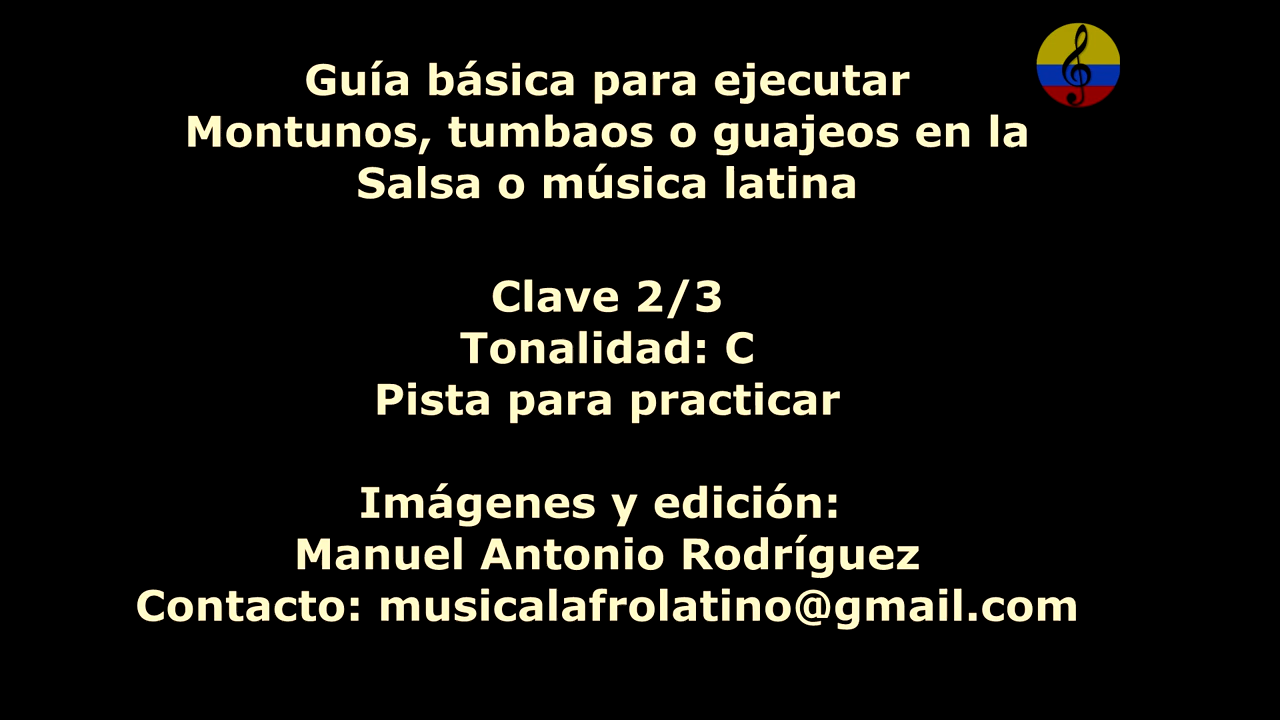 Guía básica para ejecutar
Montunos, tumbaos o guajeos en la
Salsa o música latina
Clave 2/3
Tonalidad: C
Pista para practicar
Imágenes y edición:
Manuel Antonio Rodríguez
Contacto: musicalafrolatino@gmail.com